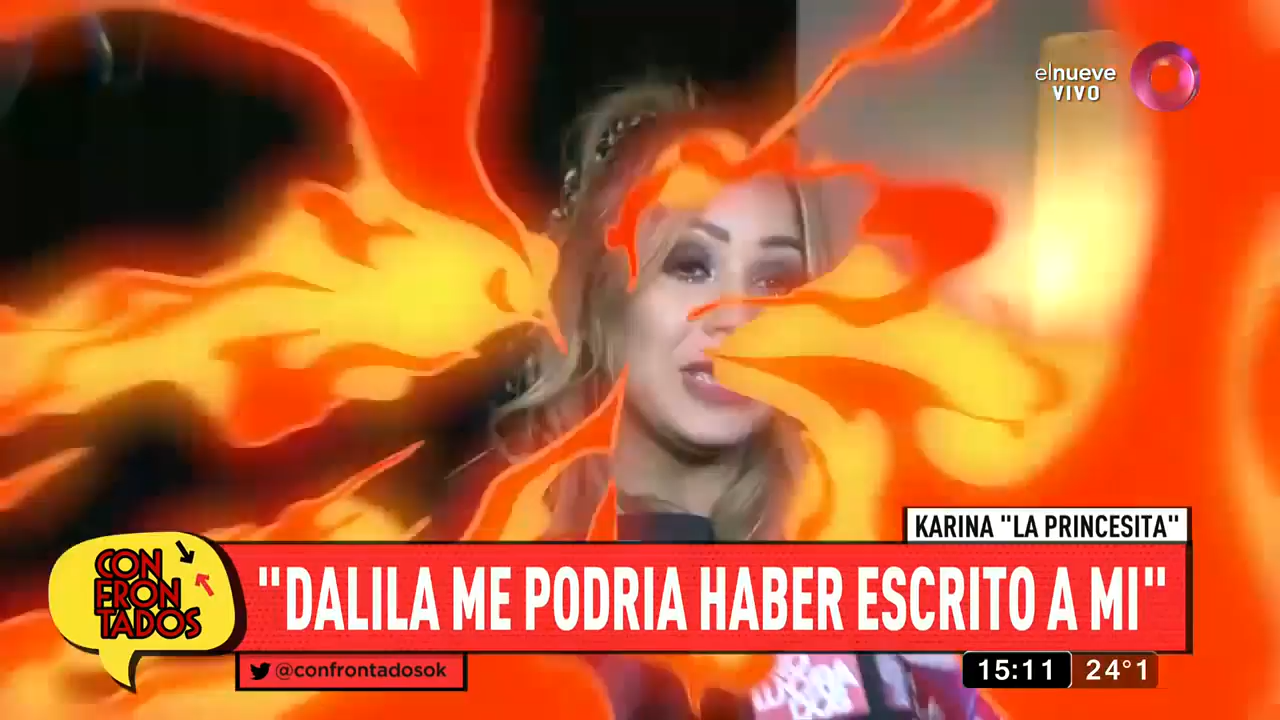 elnueve
VIVO
KARINA "LA PRINCESITA"
CON
FRON
TADOS
"DALILA ME PODRIA HABER ESCRITO A MI"
@confrontadosok
15:11 24°1